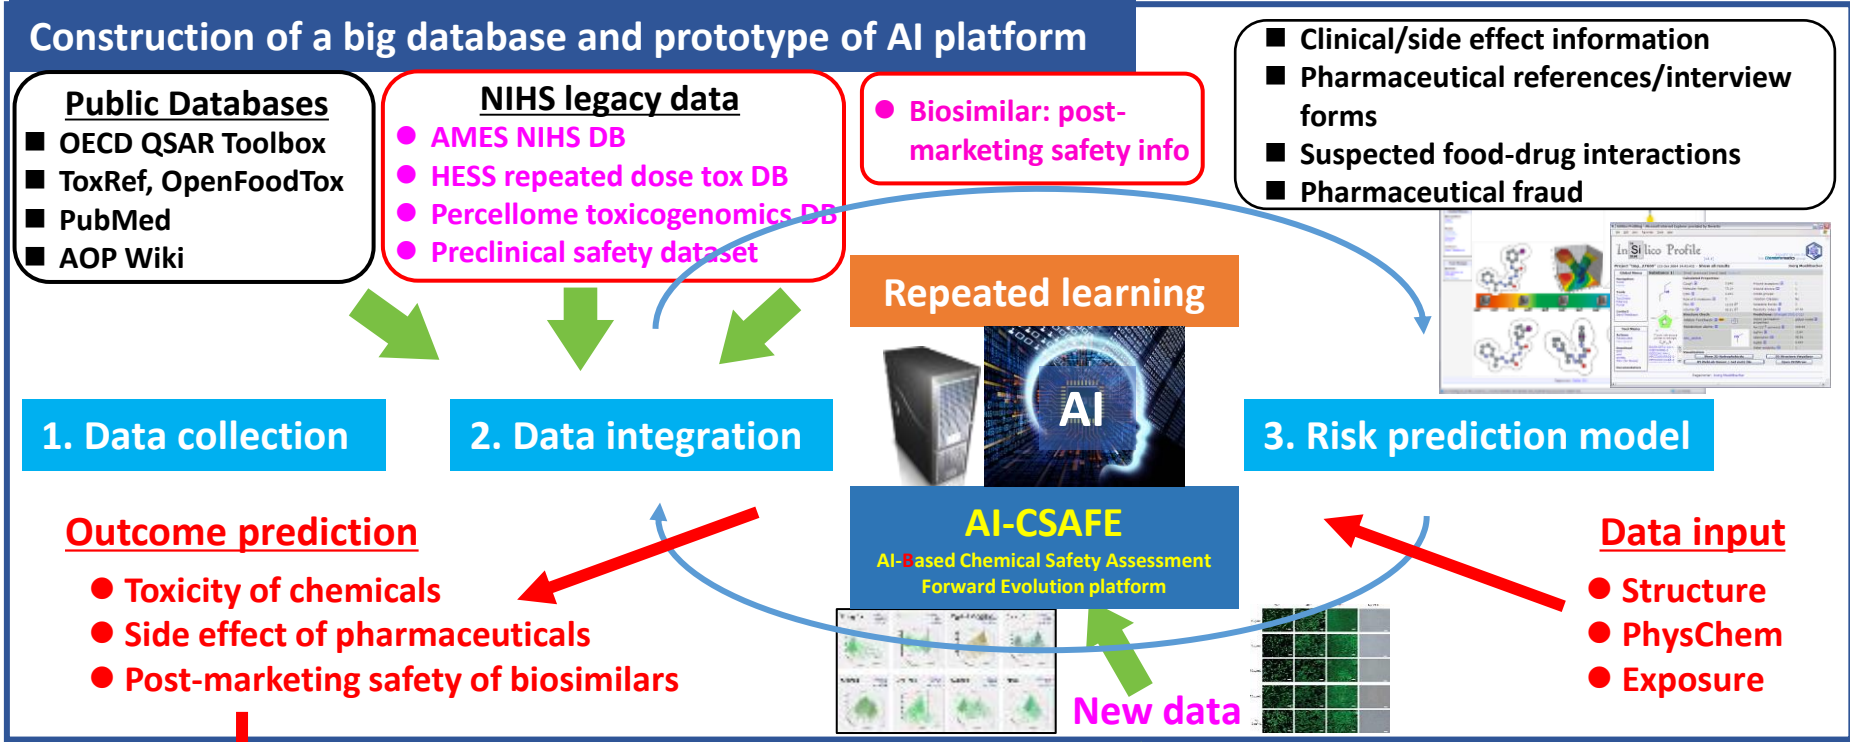 Construction of a big database and prototype of AI platform
Public Databases
■ OECD QSAR Toolbox
■ ToxRef, OpenFoodTox
■ PubMed
■ AOP Wiki
NIHS legacy data
● AMES NIHS DB
● HESS repeated dose tox DB
● Percellome toxicogenomics DB
● Preclinical safety dataset
● Biosimilar: post-
marketing safety info
■ Clinical/side effect information
■ Pharmaceutical references/interview
forms
■ Suspected food-drug interactions
■ Pharmaceutical fraud
In Silico Profile
Repeated learning
AI
1. Data collection
2. Data integration
3. Risk prediction model
AI-CSAFE
AI-Based Chemical Safety Assessment
Forward Evolution platform
Outcome prediction
● Toxicity of chemicals
● Side effect of pharmaceuticals
● Post-marketing safety of biosimilars
New data
Data input
● Structure
● PhysChem
● Exposure